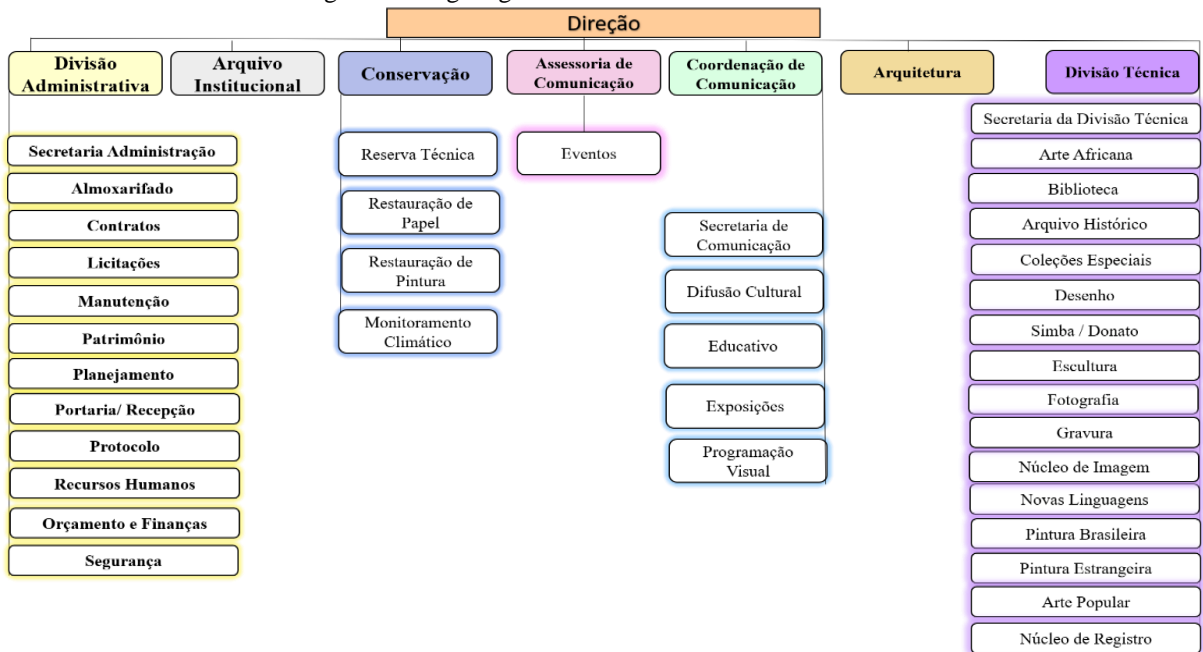 Direção
Divisão
Administrativa
Arquivo
Institucional
Conservação
Assessoria de
Comunicação
Coordenação de
Comunicação
Arquitetura
Divisão Técnica
Secretaria Administração
Almoxarifado
Contratos
Licitações
Manutenção
Patrimônio
Planejamento
Portaria/ Recepção
Protocolo
Recursos Humanos
Orçamento e Finanças
Segurança
Reserva Técnica
Restauração de
Papel
Restauração de
Pintura
Monitoramento
Climático
Eventos
Secretaria de
Comunicação
Difusão Cultural
Educativo
Exposições
Programação
Visual
Secretaria da Divisão Técnica
Arte Africana
Biblioteca
Arquivo Histórico
Coleções Especiais
Desenho
Simba / Donato
Escultura
Fotografia
Gravura
Núcleo de Imagem
Novas Linguagens
Pintura Brasileira
Pintura Estrangeira
Arte Popular
Núcleo de Registro